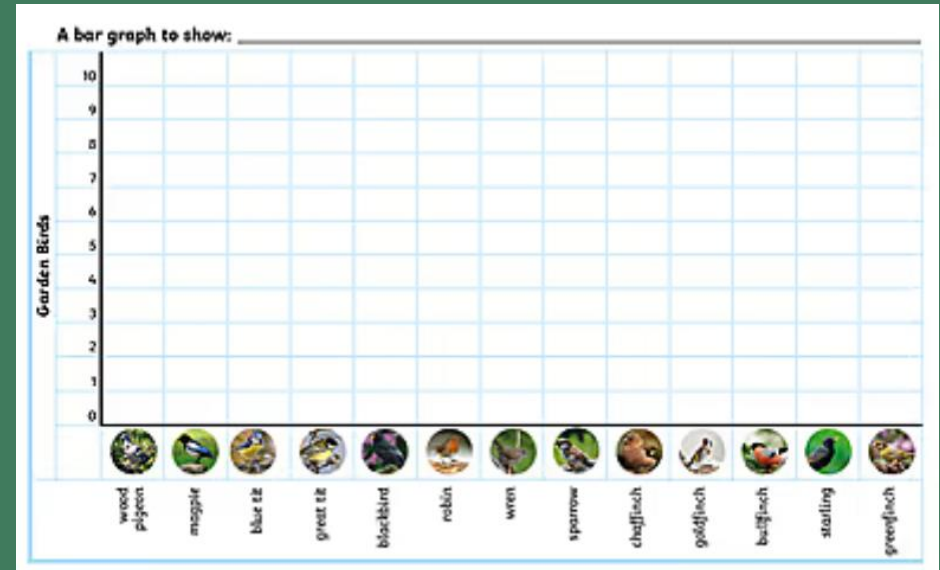 A bar graph to show:
Garden Birds
10
9
8
7
6
5
4
3
2
1
0
wood pigeon
magpie
blue tit
great tit
blackbird
robin
wren
sparrow
chaffinch
goldfinch
bullfinch
starling
greenfinch